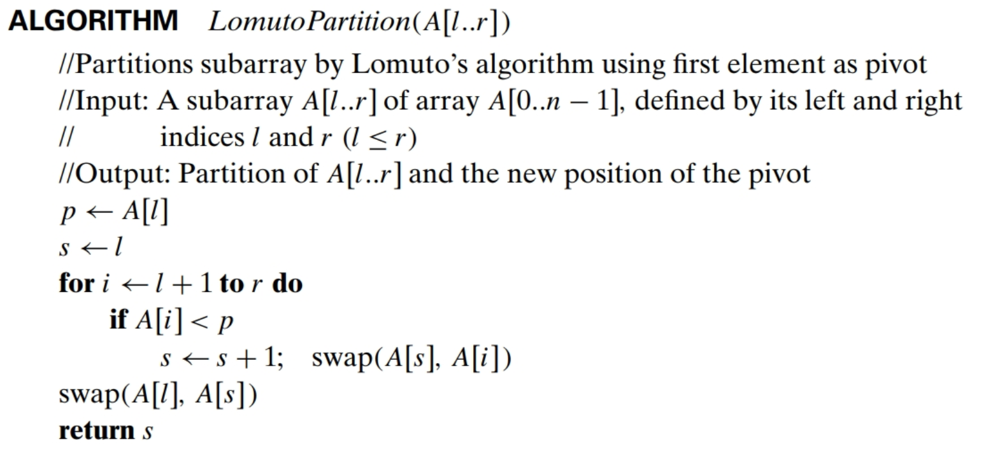 ALGORITHM LomutoPartition(A[l..r])
//Partitions subarray by Lomuto’s algorithm using first element as pivot
//Input: A subarray A[l..r] of array A[0..n − 1], defined by its left and right
// indices l and r (l ≤ r)
//Output: Partition of A[l..r] and the new position of the pivot
p ← A[l]
s ← l
for i ← l + 1 to r do
if A[i] < p
s ← s + 1; swap(A[s], A[i])
swap(A[l], A[s])
return s